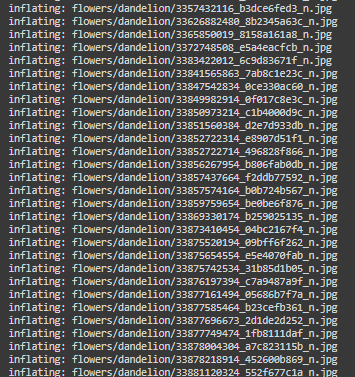 inflating: flowers/dandelion/3357432116_b3dce6fed3_n.jpg
inflating: flowers/dandelion/33626882480_8b2345a63c_n.jpg
inflating: flowers/dandelion/3365850019_8158a161a8_n.jpg
inflating: flowers/dandelion/3372748508_e5a4eacfcb_n.jpg
inflating: flowers/dandelion/3383422012_6c9d83671f_n.jpg
inflating: flowers/dandelion/33841565863_7ab8c1e23c_n.jpg
inflating: flowers/dandelion/33847542834_0ce330ac60_n.jpg
inflating: flowers/dandelion/33849982914_0f017c8e3c_n.jpg
inflating: flowers/dandelion/33850973214_c1b4000d9c_n.jpg
inflating: flowers/dandelion/33851560384_d2e7d933db_n.jpg
inflating: flowers/dandelion/33852722314_e8907d51f1_n.jpg
inflating: flowers/dandelion/33852722714_496828f866_n.jpg
inflating: flowers/dandelion/33856267954_b806fab0db_n.jpg
inflating: flowers/dandelion/33857437664_f2ddb77592_n.jpg
inflating: flowers/dandelion/33857574164_b0b724b567_n.jpg
inflating: flowers/dandelion/33859759654_be0be6f876_n.jpg
inflating: flowers/dandelion/33869330174_b259025135_n.jpg
inflating: flowers/dandelion/33873410454_04bc2167f4_n.jpg
inflating: flowers/dandelion/33875520194_09bff6f262_n.jpg
inflating: flowers/dandelion/33875654554_e5e4070fab_n.jpg
inflating: flowers/dandelion/33875742534_31b85d1b05_n.jpg
inflating: flowers/dandelion/33876197394_c7a9487a9f_n.jpg
inflating: flowers/dandelion/33877161494_05686b7f7a_n.jpg
inflating: flowers/dandelion/33877585464_b23cefb361_n.jpg
inflating: flowers/dandelion/33877696673_2d1de2d252_n.jpg
inflating: flowers/dandelion/33877749474_1fb8111daf_n.jpg
inflating: flowers/dandelion/33878004304_a7c823115b_n.jpg
inflating: flowers/dandelion/33878218914_452600b869_n.jpg
inflating: flowers/dandelion/33881120324_552f677c1a_n.jpg